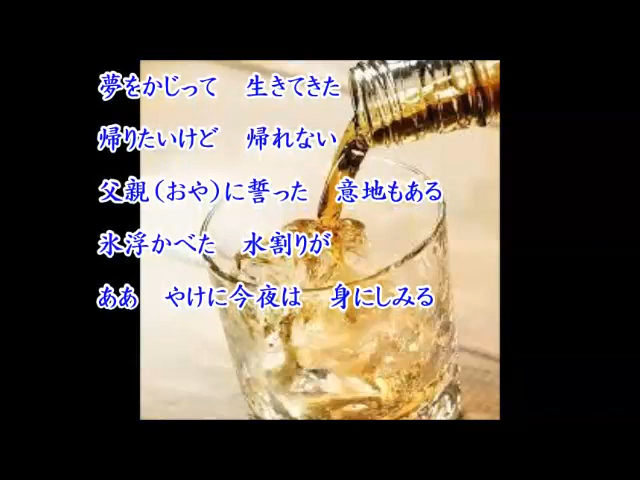 夢をかじって　生きてきた
帰りたいけど　帰れない
父親（おや）に誓った　意地もある
氷浮かべた　水割りが
ああ　やけに今夜は　身にしみる